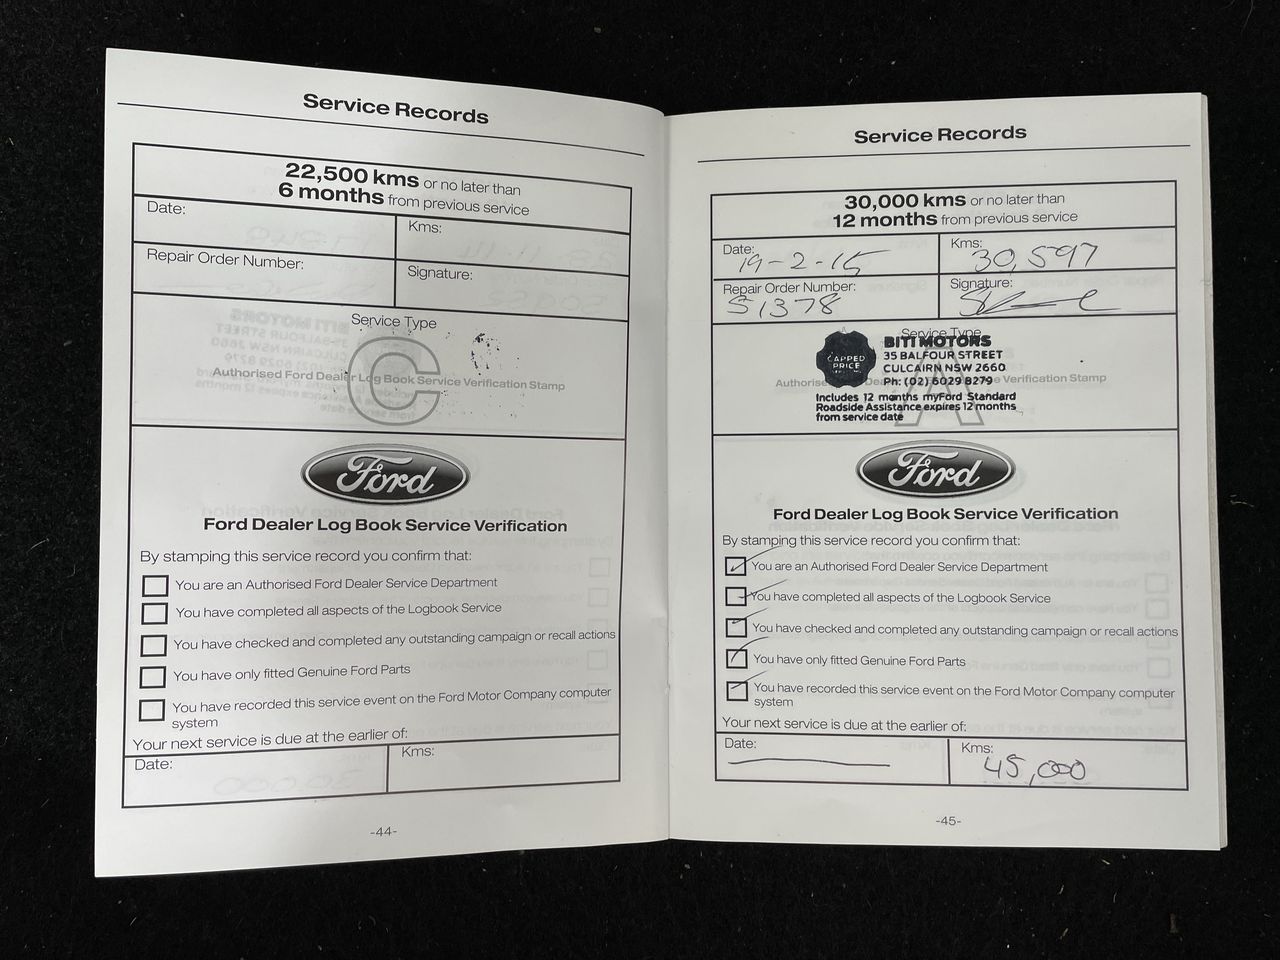 Service Records
22,500 kms or no later than
6 months from previous service
Date:
Kms:
Repair Order Number:
Signature:
Service Type
C
Authorised Ford Dealer Log Book Service Verification Stamp
Ford
Ford Dealer Log Book Service Verification
By stamping this service record you confirm that:
You are an Authorised Ford Dealer Service Department
You have completed all aspects of the Logbook Service
You have checked and completed any outstanding campaign or recall actions
You have only fitted Genuine Ford Parts
You have recorded this service event on the Ford Motor Company computer
system
Your next service is due at the earlier of:
Date:
Kms:
-44-
Service Records
30,000 kms or no later than
12 months from previous service
Date:
19-2-15
Kms:
30,597
Repair Order Number:
51378
Signature:
Service Type
A
CAPPED
PRICE
BITI MOTORS
35 BALFOUR STREET
CULCAIRN NSW 2660
Ph: (02) 6029 8279
Authorised Dea Service Verification Stamp
Includes 12 months myFord Standard
Roadside Assistance expires 12 months
from service date
Ford
Ford Dealer Log Book Service Verification
By stamping this service record you confirm that:
You are an Authorised Ford Dealer Service Department
You have completed all aspects of the Logbook Service
You have checked and completed any outstanding campaign or recall actions
You have only fitted Genuine Ford Parts
You have recorded this service event on the Ford Motor Company computer
system
Your next service is due at the earlier of:
Date:
Kms:
45,000
-45-